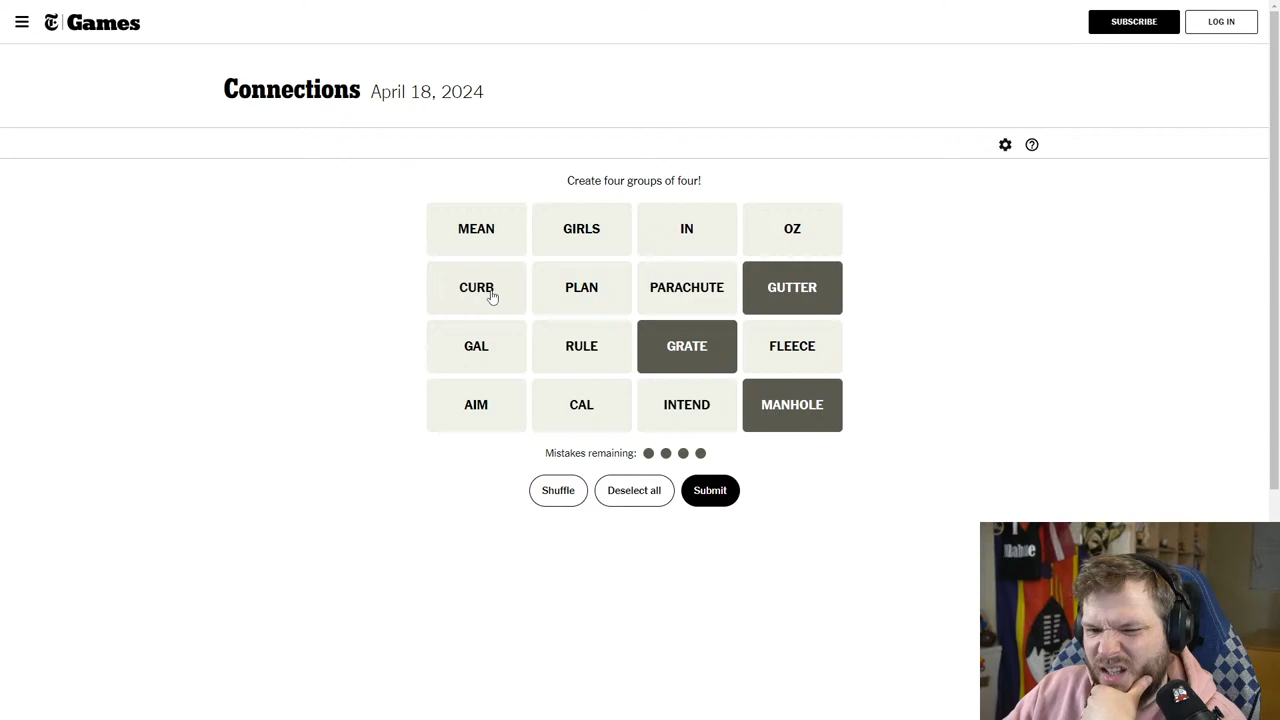 Games
SUBSCRIBE
LOG IN
Connections April 18, 2024
Create four groups of four!
MEAN GIRLS IN OZ
CURB PLAN PARACHUTE GUTTER
GAL RULE GRATE FLEECE
AIM CAL INTEND MANHOLE
Mistakes remaining:
Shuffle Deselect all Submit